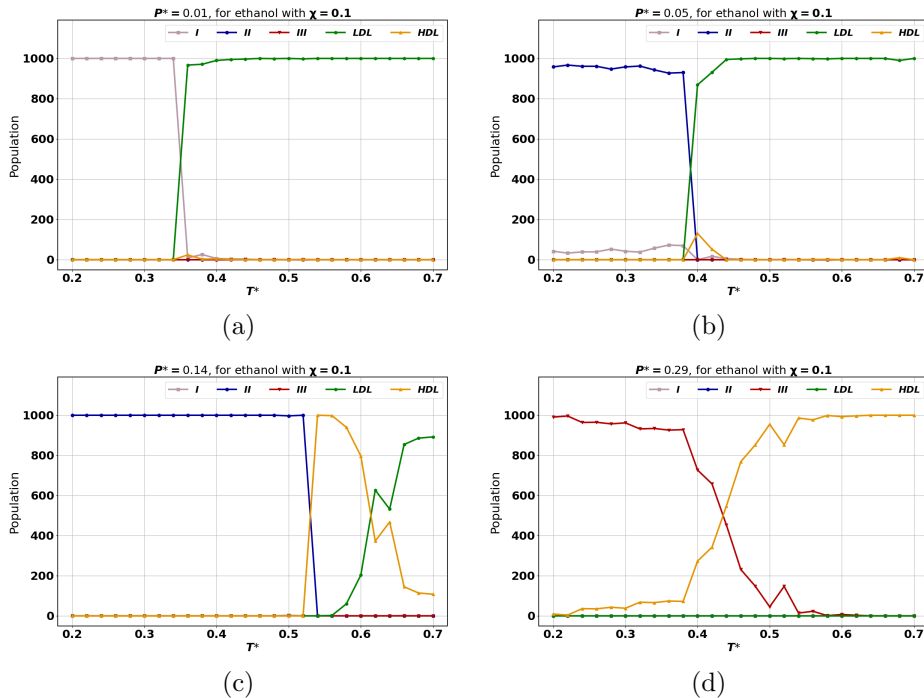 P* = 0.01, for ethanol with χ = 0.1
I II III LDL HDL
Population
1000
800
600
400
200
0
0.2 0.3 0.4 0.5 0.6 0.7
T*
(a)
P* = 0.05, for ethanol with χ = 0.1
I II III LDL HDL
Population
1000
800
600
400
200
0
0.2 0.3 0.4 0.5 0.6 0.7
T*
(b)
P* = 0.14, for ethanol with χ = 0.1
I II III LDL HDL
Population
1000
800
600
400
200
0
0.2 0.3 0.4 0.5 0.6 0.7
T*
(c)
P* = 0.29, for ethanol with χ = 0.1
I II III LDL HDL
Population
1000
800
600
400
200
0
0.2 0.3 0.4 0.5 0.6 0.7
T*
(d)